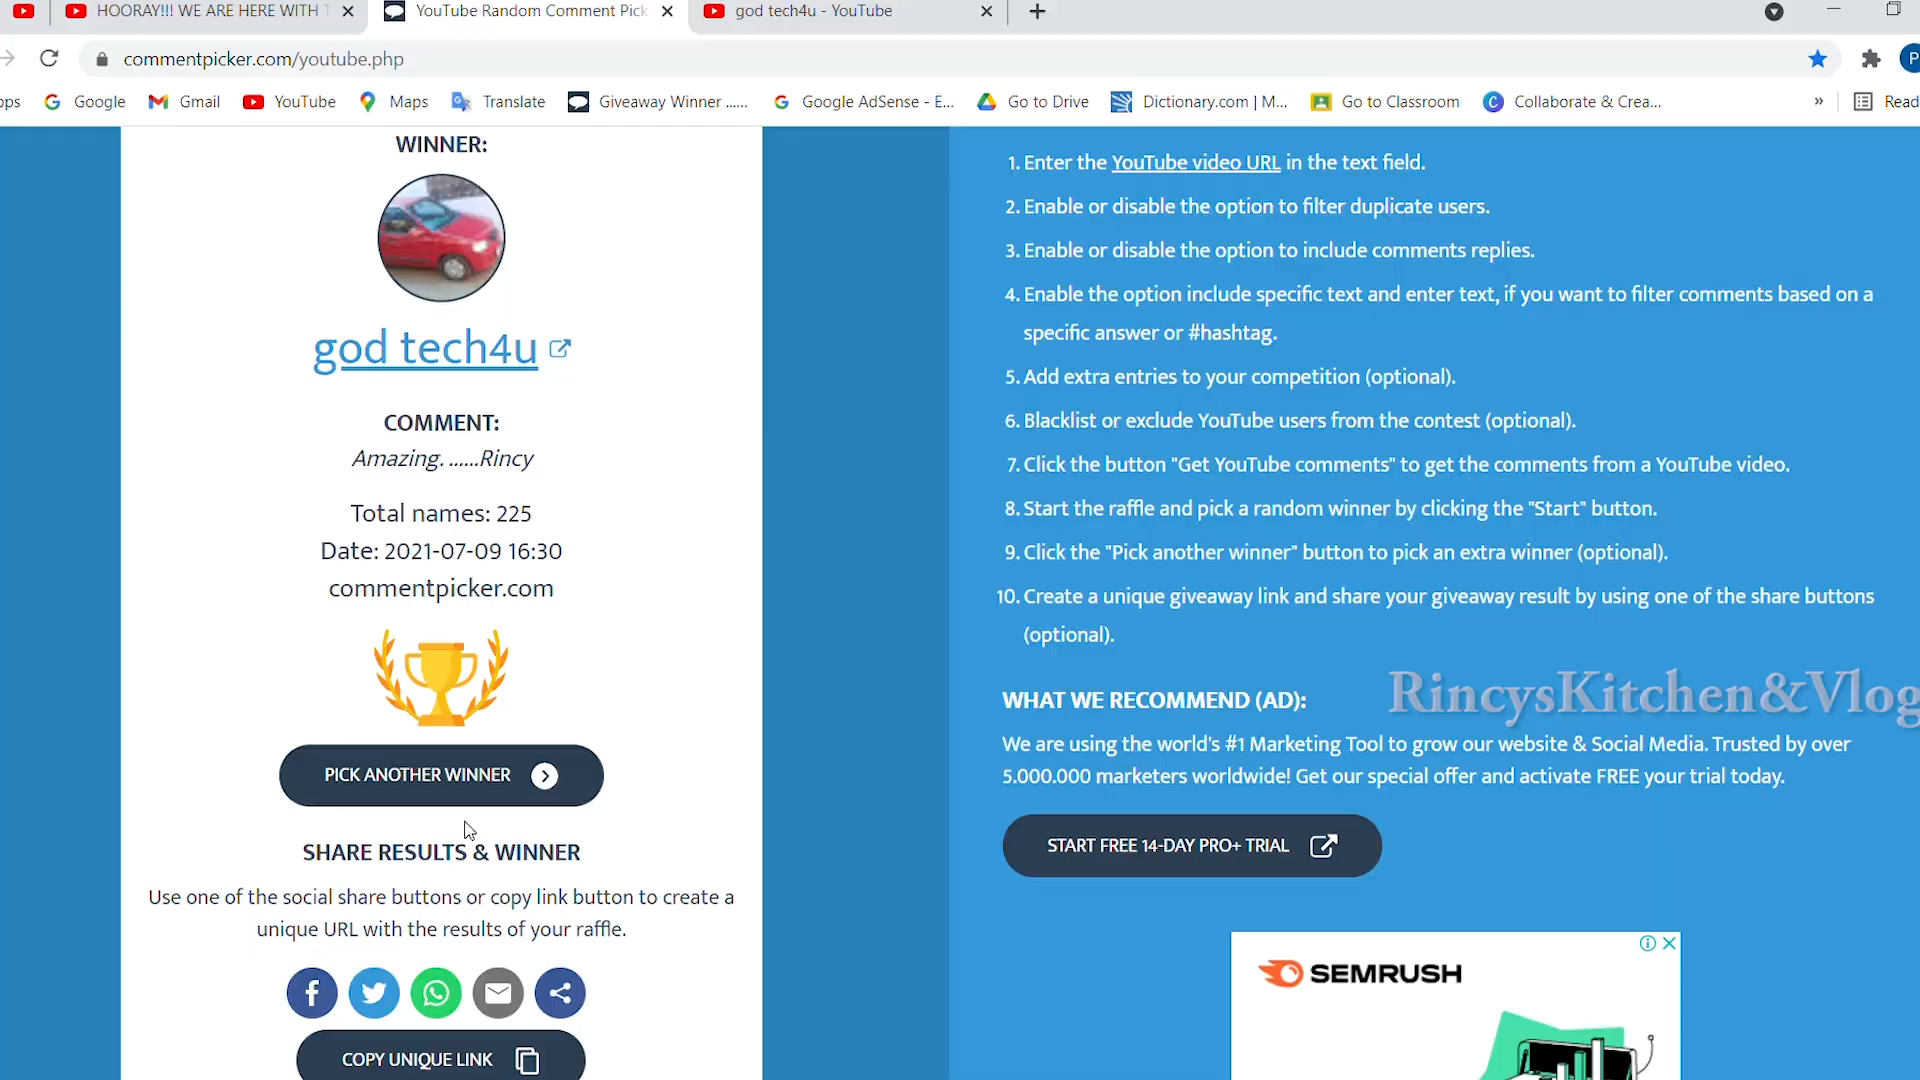 HOORAY!!! WE ARE HERE WITH
YouTube Random Comment Pick
god tech4u - YouTube
commentpicker.com/youtube.php
P
Google
Gmail
YouTube
Maps
Translate
Giveaway Winner ......
Google AdSense - E...
Go to Drive
Dictionary.com | M...
Go to Classroom
Collaborate & Crea...
»
Read
WINNER:
god tech4u
COMMENT:
Amazing. ......Rincy
Total names: 225
Date: 2021-07-09 16:30
commentpicker.com
PICK ANOTHER WINNER
SHARE RESULTS & WINNER
Use one of the social share buttons or copy link button to create a
unique URL with the results of your raffle.
COPY UNIQUE LINK
1. Enter the YouTube video URL in the text field.
2. Enable or disable the option to filter duplicate users.
3. Enable or disable the option to include comments replies.
4. Enable the option include specific text and enter text, if you want to filter comments based on a
specific answer or #hashtag.
5. Add extra entries to your competition (optional).
6. Blacklist or exclude YouTube users from the contest (optional).
7. Click the button "Get YouTube comments" to get the comments from a YouTube video.
8. Start the raffle and pick a random winner by clicking the "Start" button.
9. Click the "Pick another winner" button to pick an extra winner (optional).
10. Create a unique giveaway link and share your giveaway result by using one of the share buttons
(optional).
RincysKitchen&Vlog
WHAT WE RECOMMEND (AD):
We are using the world's #1 Marketing Tool to grow our website & Social Media. Trusted by over
5.000.000 marketers worldwide! Get our special offer and activate FREE your trial today.
START FREE 14-DAY PRO+ TRIAL
SEMRUSH